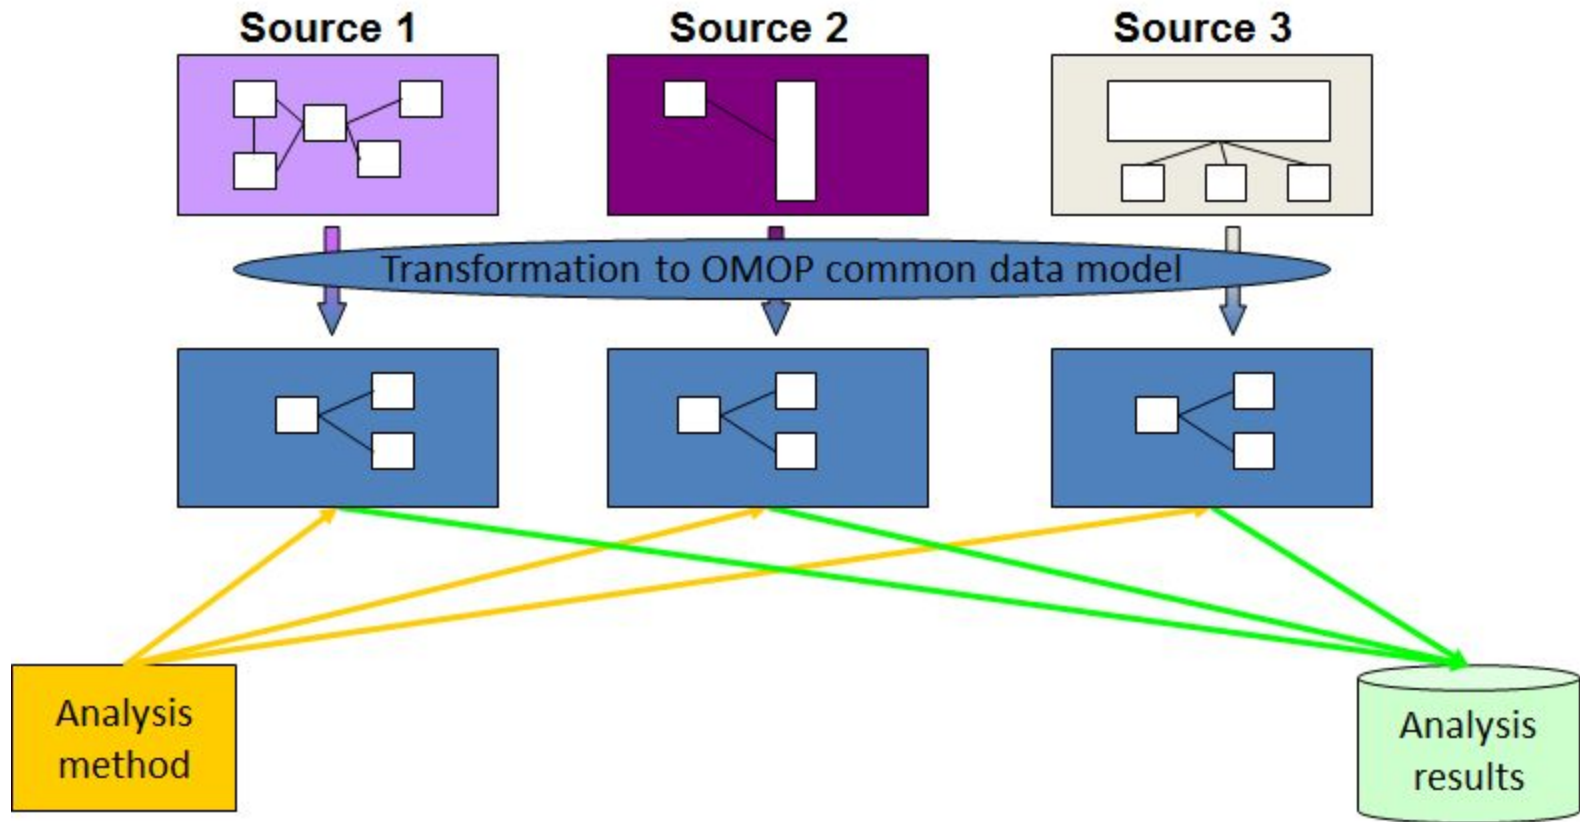 Source 1
Source 2
Source 3
Transformation to OMOP common data model
Analysis
method
Analysis
results